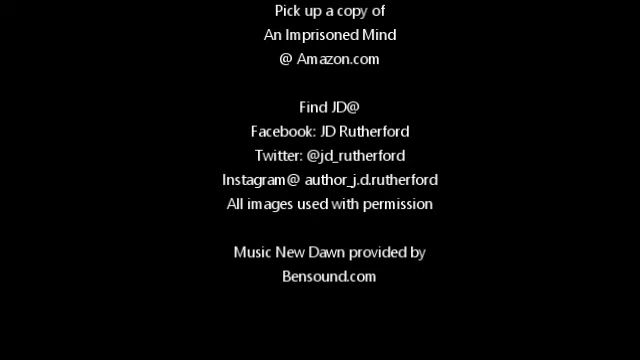 Pick up a copy of
An Imprisoned Mind
@ Amazon.com
Find JD@
Facebook: JD Rutherford
Twitter: @jd_rutherford
Instagram@ author_j.d.rutherford
All images used with permission
Music New Dawn provided by
Bensound.com